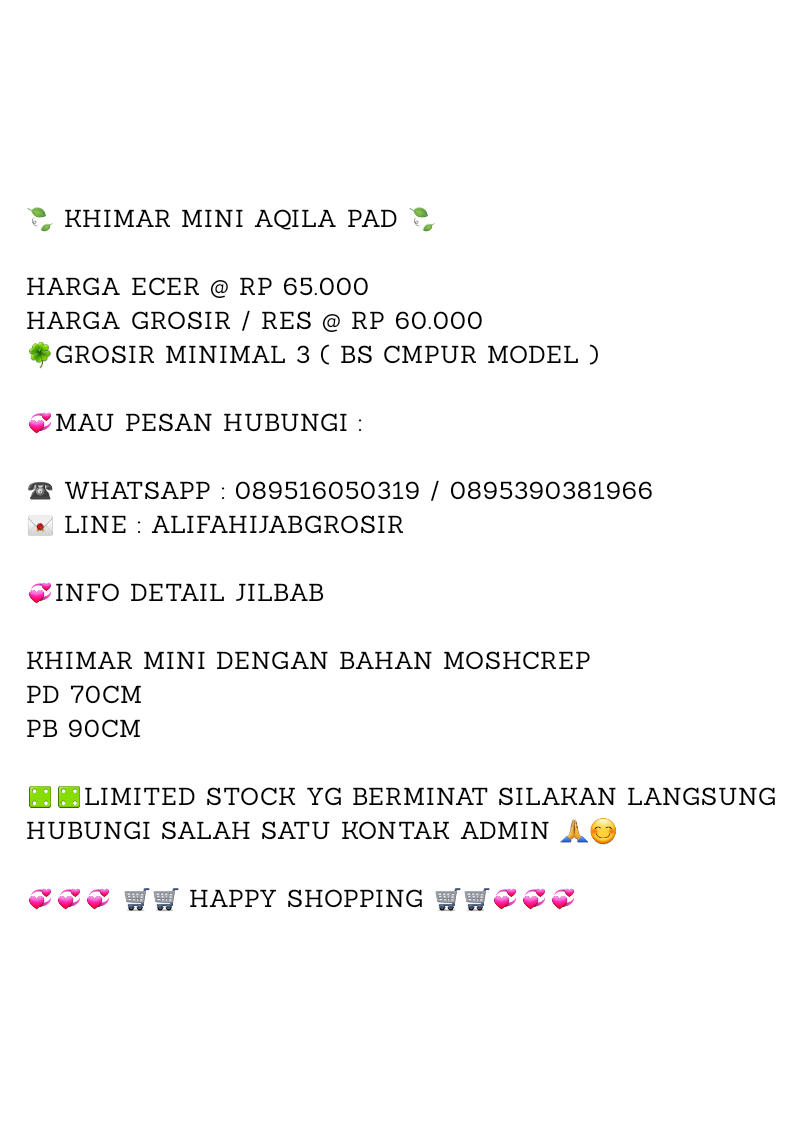 🍃 KHIMAR MINI AQILA PAD 🍃
HARGA ECER @ RP 65.000
HARGA GROSIR / RES @ RP 60.000
🍀GROSIR MINIMAL 3 ( BS CMPUR MODEL )
💞MAU PESAN HUBUNGI :
☎ WHATSAPP : 089516050319 / 0895390381966
💌 LINE : ALIFAHIJABGROSIR
💞INFO DETAIL JILBAB
KHIMAR MINI DENGAN BAHAN MOSHCREP
PD 70CM
PB 90CM
🍀🍀LIMITED STOCK YG BERMINAT SILAKAN LANGSUNG
HUBUNGI SALAH SATU KONTAK ADMIN 🙏😊
💞💞💞 🛒🛒 HAPPY SHOPPING 🛒🛒💞💞💞